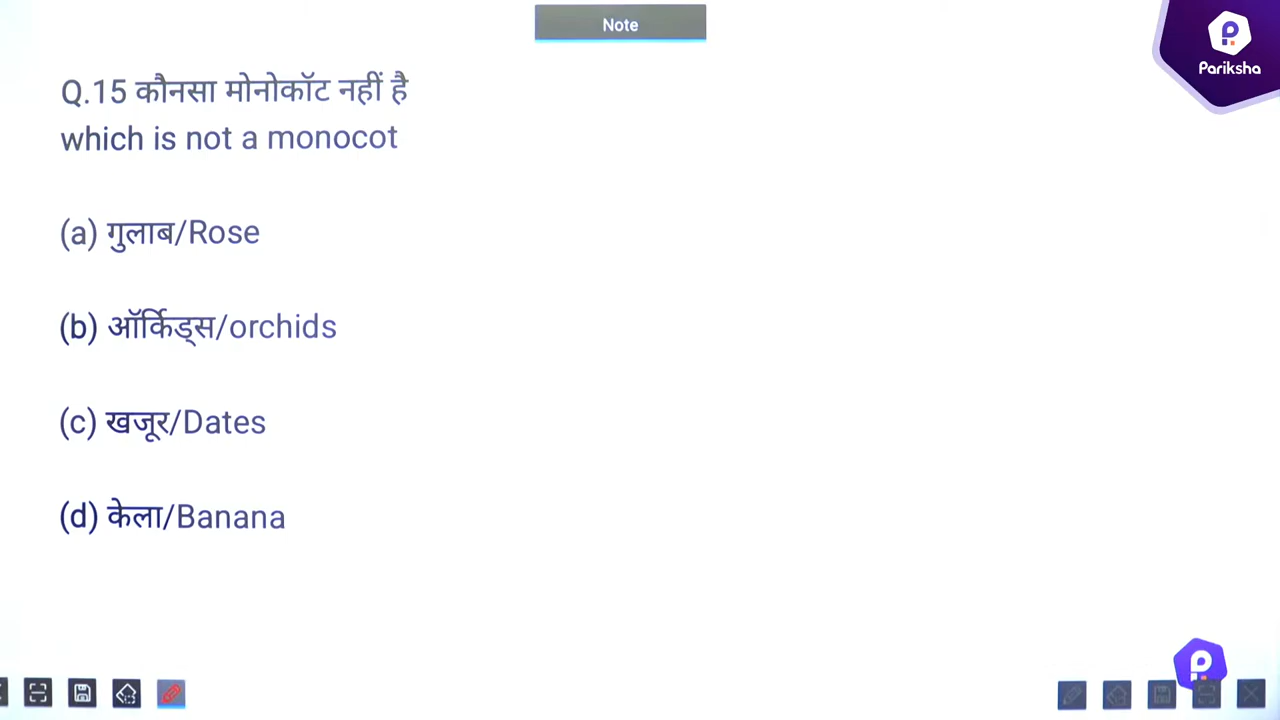 Note
Pariksha
Q.15 कौनसा मोनोकॉट नहीं है
which is not a monocot
(a) गुलाब/Rose
(b) ऑर्किड्स/orchids
(c) खजूर/Dates
(d) केला/Banana